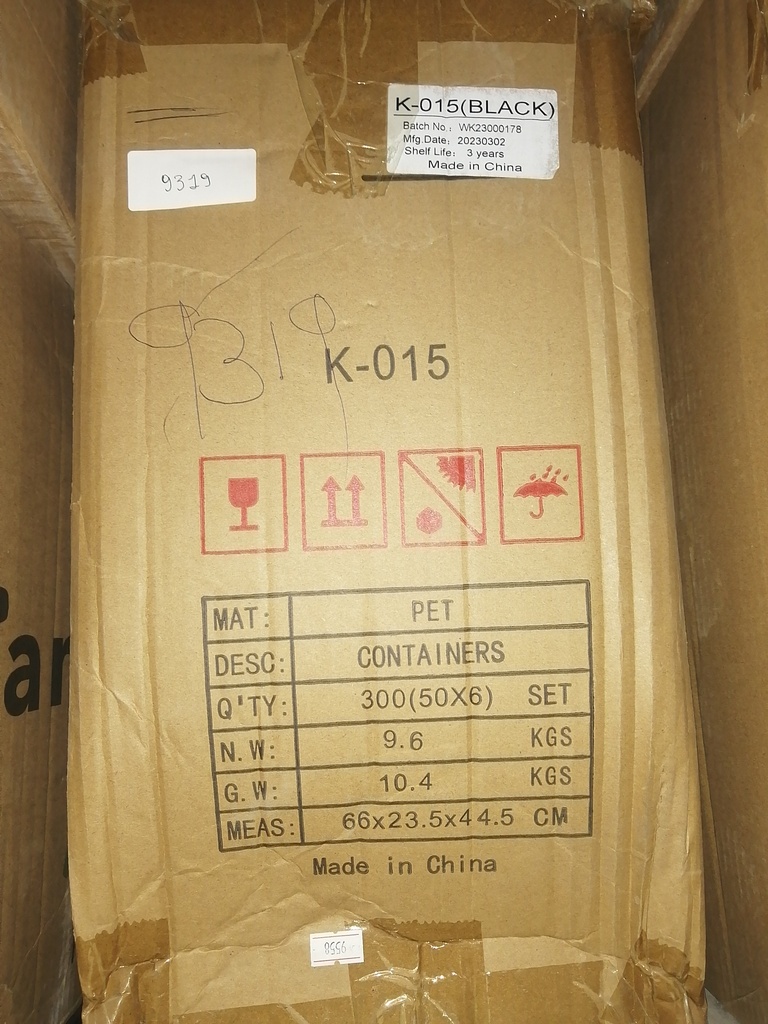 K-015(BLACK)
Batch No.: WK23000178
Mfg.Date: 20230302
Shelf Life: 3 years
Made in China
9319
9319
K-015
MAT: PET
DESC: CONTAINERS
Q'TY: 300(50X6) SET
N.W: 9.6 KGS
G.W: 10.4 KGS
MEAS: 66x23.5x44.5 CM
Made in China
9558
ar